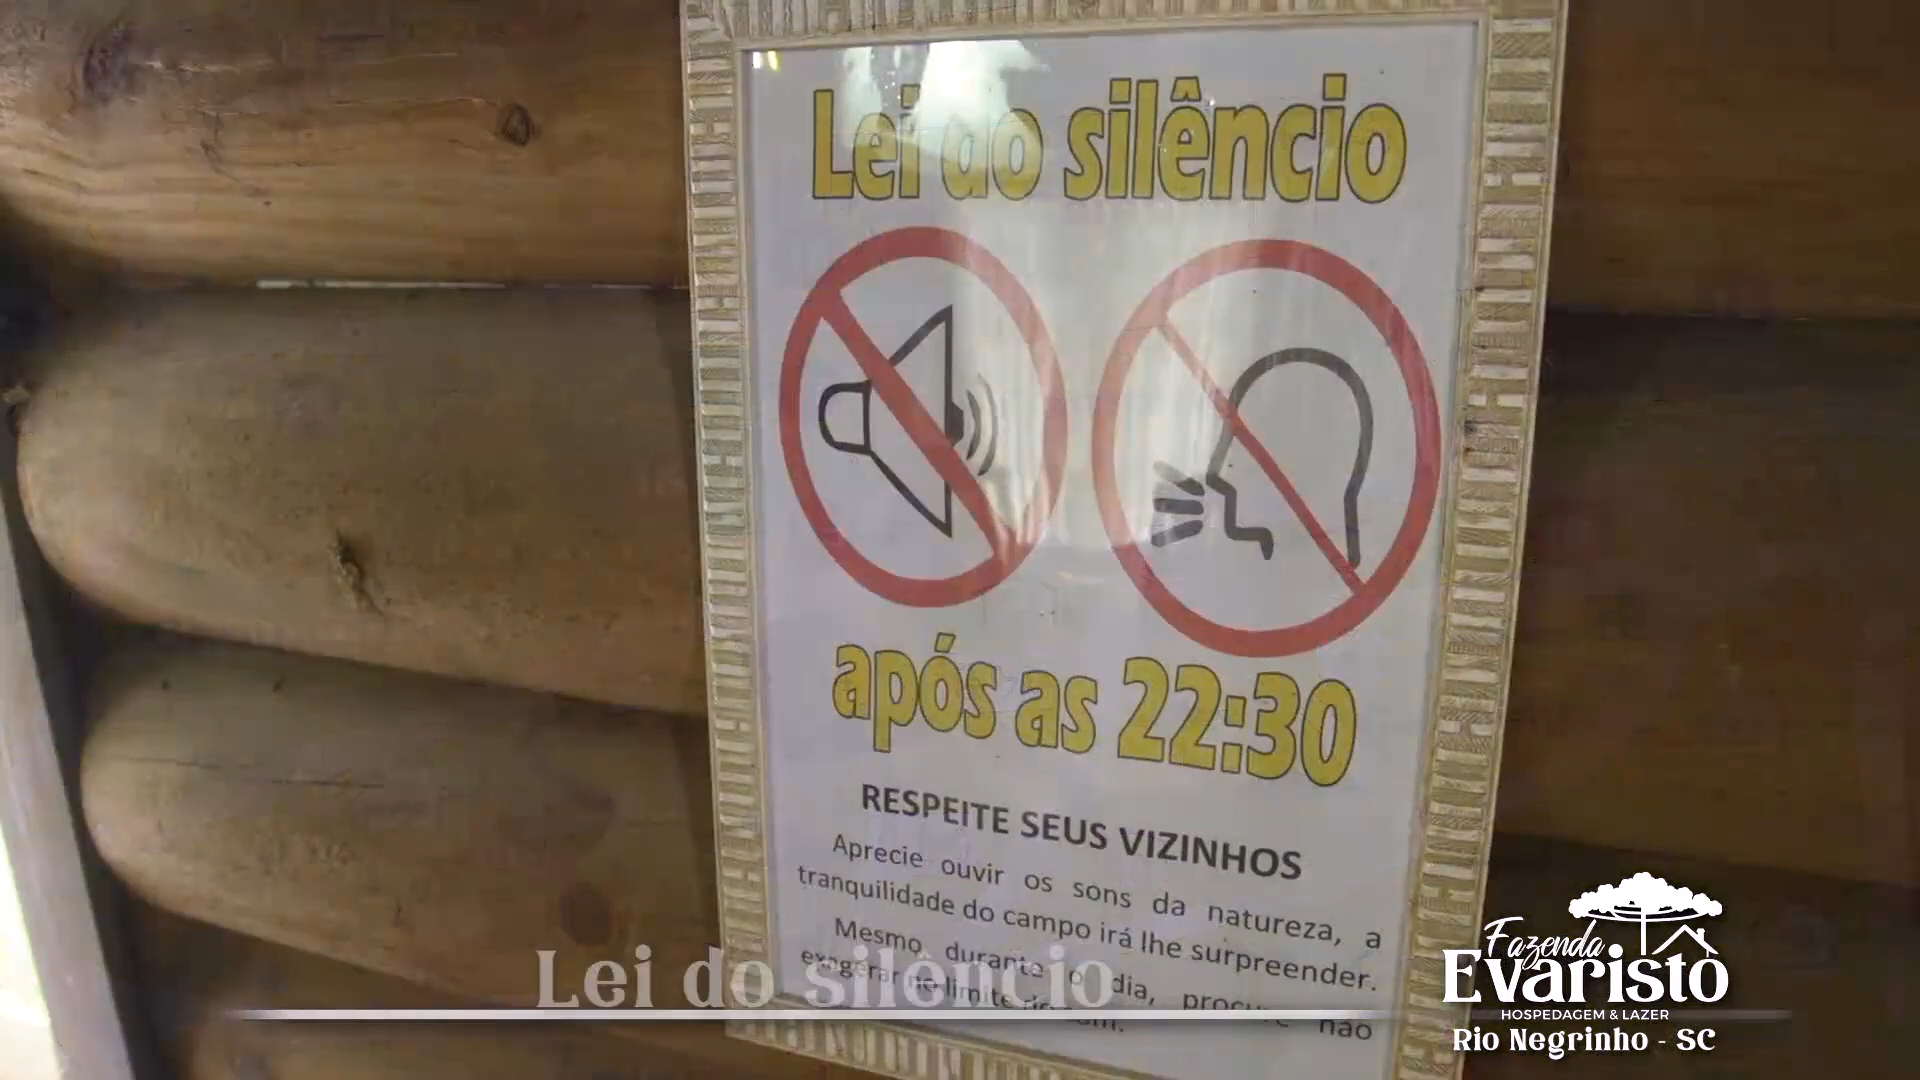 Lei do silêncio
após as 22:30
RESPEITE SEUS VIZINHOS
Aprecie ouvir os sons da natureza, a
tranquilidade do campo irá lhe surpreender.
Mesmo durante o dia, procure não
exagerar no limite
Lei do silêncio
Fazenda
Evaristo
HOSPEDAGEM & LAZER
Rio Negrinho - SC